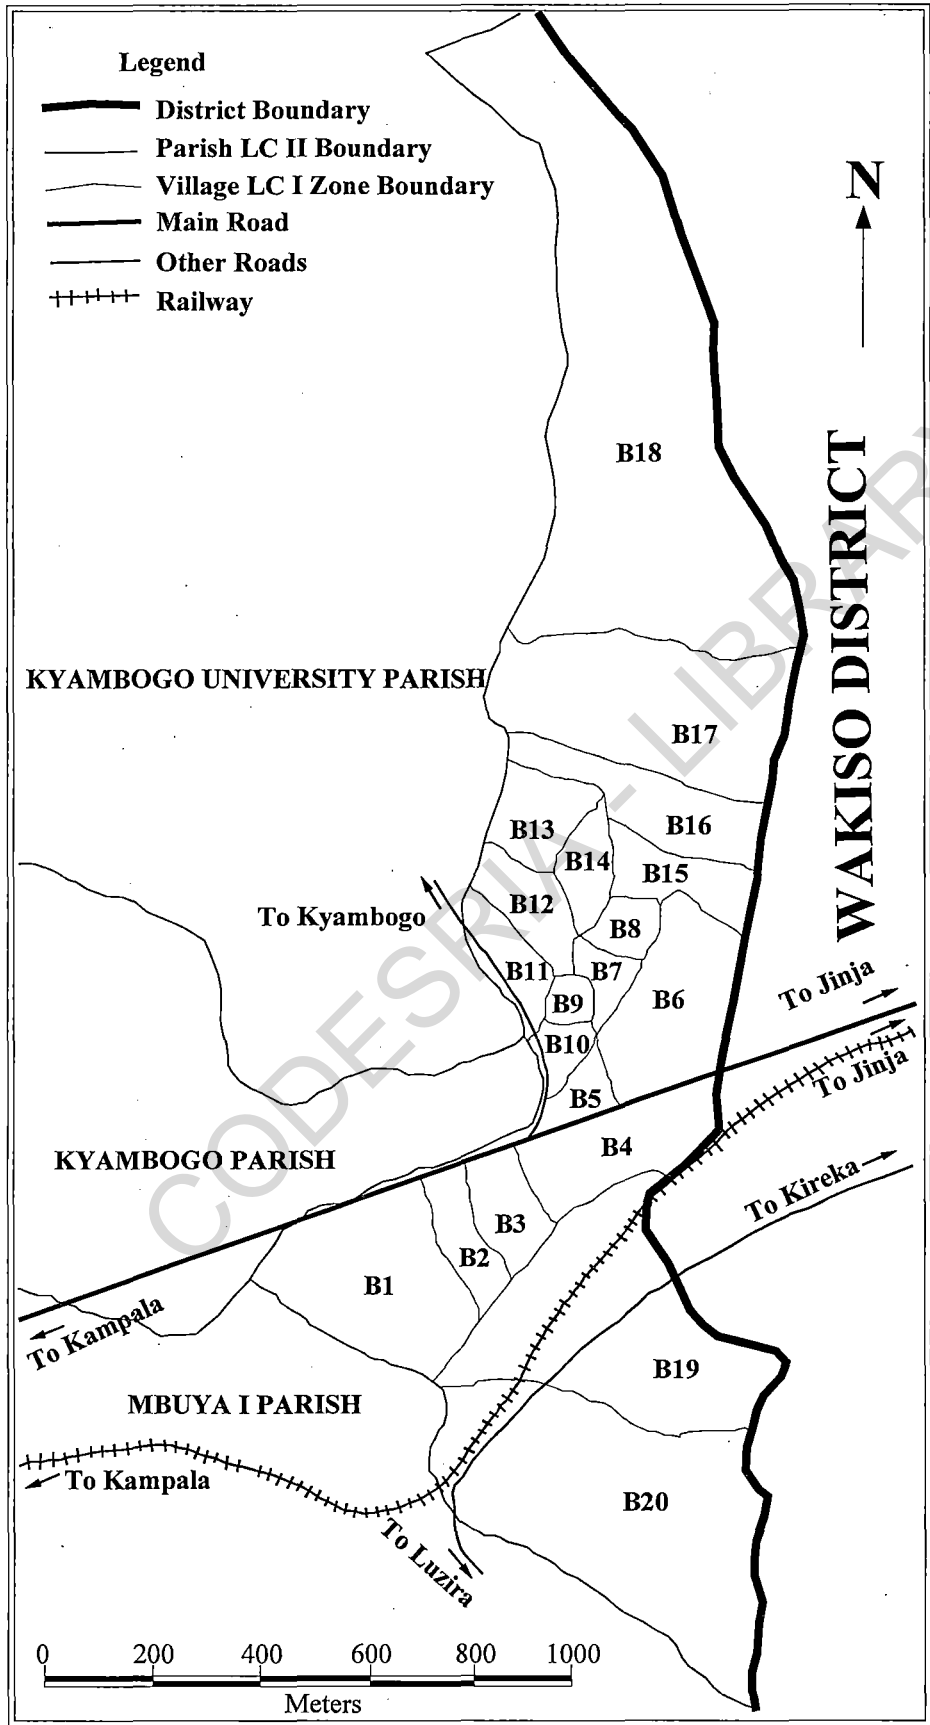 Legend
District Boundary
Parish LC II Boundary
Village LC I Zone Boundary
Main Road
Other Roads
Railway
N
B18
WAKISO DISTRICT
KYAMBOGO UNIVERSITY PARISH
B17
B16
B13
B14
B15
B12
To Kyambogo
B8
B11
B7
B9
B6
To Jinja
B10
To Jinja
B5
B4
KYAMBOGO PARISH
To Kireka
B3
B2
B1
To Kampala
B19
MBUYA I PARISH
To Kampala
B20
To Luzira
0 200 400 600 800 1000
Meters
CODESRIA - LIBRARY